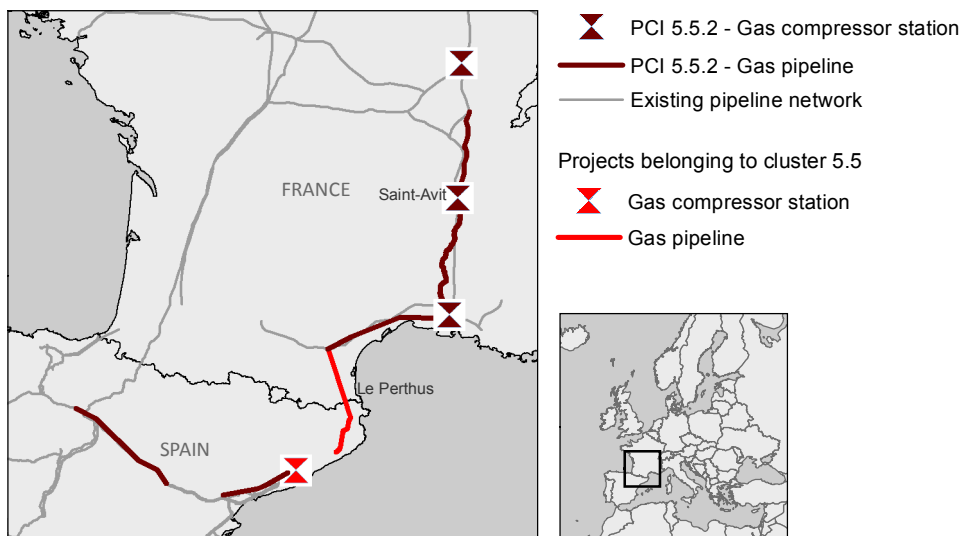 PCI 5.5.2 - Gas compressor station
PCI 5.5.2 - Gas pipeline
Existing pipeline network
Projects belonging to cluster 5.5
Gas compressor station
Gas pipeline
FRANCE
Saint-Avit
Le Perthus
SPAIN